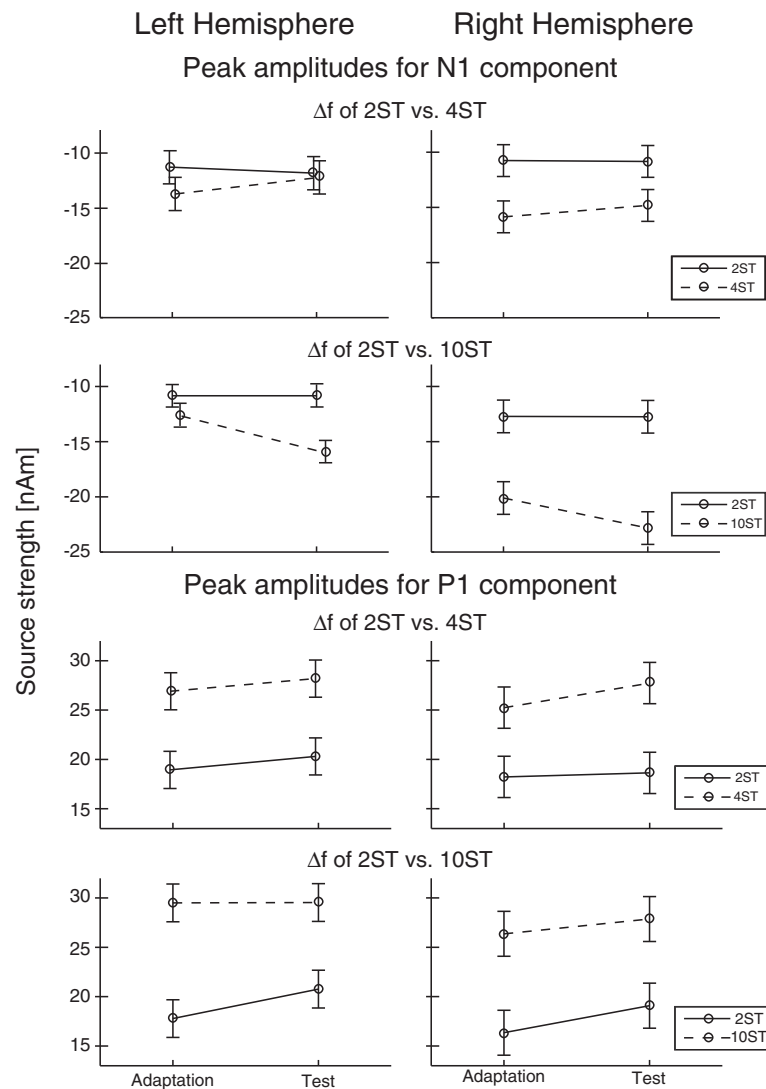 Left Hemisphere Right Hemisphere
Peak amplitudes for N1 component
Δf of 2ST vs. 4ST
-10
-15
-20
-25
2ST
4ST
Δf of 2ST vs. 10ST
-10
-15
-20
-25
2ST
10ST
Source strength [nAm]
Peak amplitudes for P1 component
Δf of 2ST vs. 4ST
30
25
20
15
2ST
4ST
Δf of 2ST vs. 10ST
30
25
20
15
2ST
10ST
Adaptation Test Adaptation Test